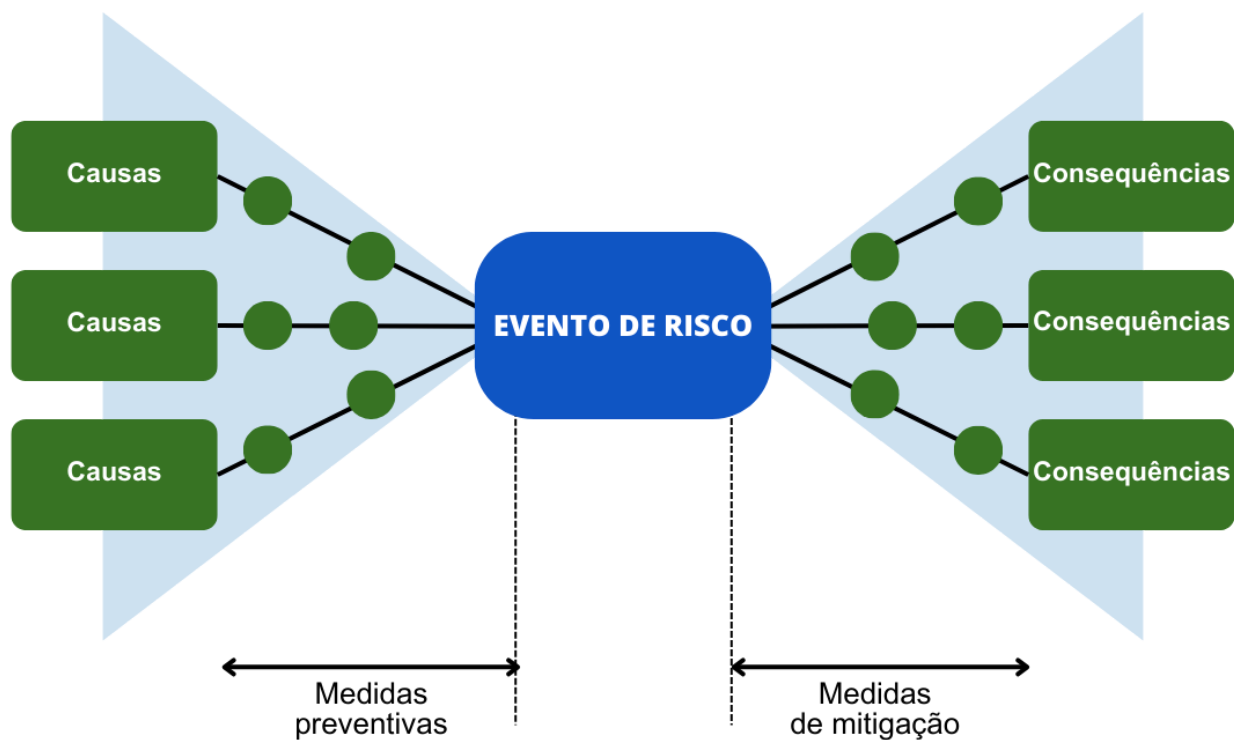 Causas
Consequências
Causas
EVENTO DE RISCO
Consequências
Causas
Consequências
Medidas
preventivas
Medidas
de mitigação